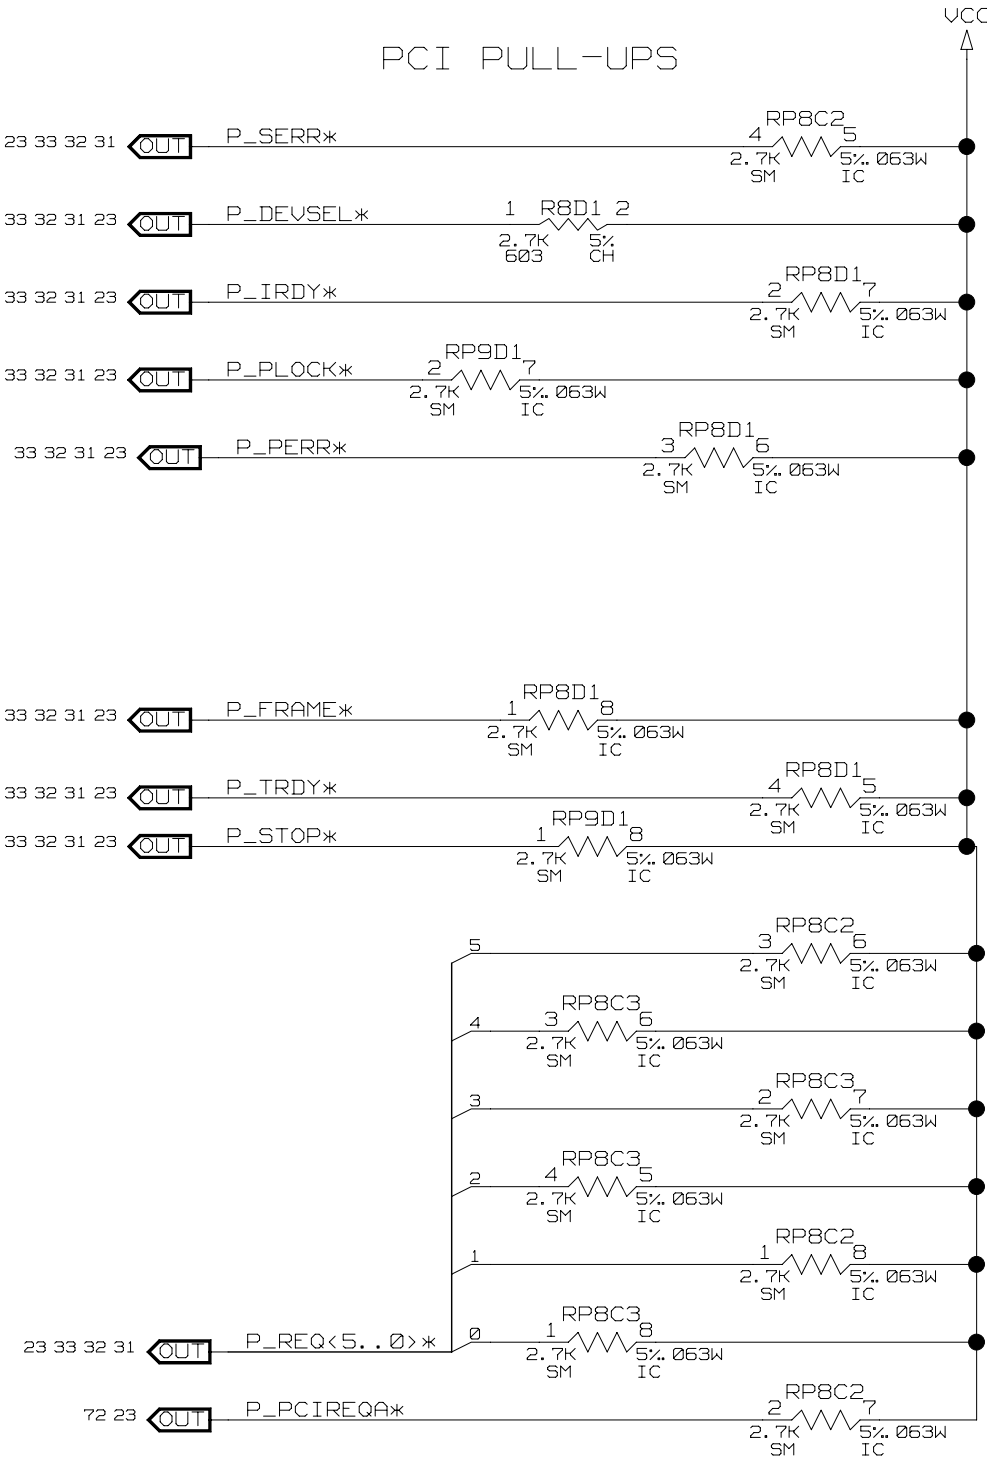 VCC
PCI PULL-UPS
23 33 32 31 OUT P_SERR* RP8C2
4 5
2.7K 5% .063W
SM IC
33 32 31 23 OUT P_DEVSEL* 1 R8D1 2
2.7K 5%
603 CH
33 32 31 23 OUT P_IRDY* RP8D1
2 7
2.7K 5% .063W
SM IC
33 32 31 23 OUT P_PLOCK* RP9D1
2 7
2.7K 5% .063W
SM IC
33 32 31 23 OUT P_PERR* RP8D1
3 6
2.7K 5% .063W
SM IC
33 32 31 23 OUT P_FRAME* RP8D1
1 8
2.7K 5% .063W
SM IC
33 32 31 23 OUT P_TRDY* RP8D1
4 5
2.7K 5% .063W
SM IC
33 32 31 23 OUT P_STOP* RP9D1
1 8
2.7K 5% .063W
SM IC
5 RP8C2
3 6
2.7K 5% .063W
SM IC
4 RP8C3
3 6
2.7K 5% .063W
SM IC
3 RP8C3
2 7
2.7K 5% .063W
SM IC
2 RP8C3
4 5
2.7K 5% .063W
SM IC
1 RP8C2
1 8
2.7K 5% .063W
SM IC
23 33 32 31 OUT P_REQ<5..0>* 0 RP8C3
1 8
2.7K 5% .063W
SM IC
72 23 OUT P_PCIREQA* RP8C2
2 7
2.7K 5% .063W
SM IC